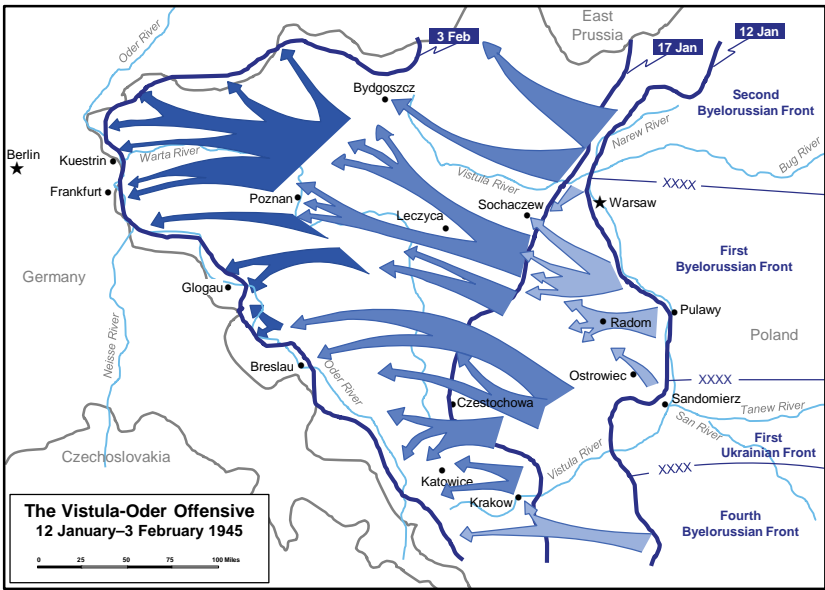 East
Prussia
3 Feb
17 Jan
12 Jan
Oder River
Bydgoszcz
Second
Byelorussian Front
Narew River
Bug River
Berlin
Kuestrin
Warta River
Vistula River
XXXX
Frankfurt
Poznan
Leczyca
Sochaczew
Warsaw
First
Byelorussian Front
Germany
Glogau
Pulawy
Radom
Poland
Neisse River
Breslau
Oder River
Ostrowiec
XXXX
Czestochowa
Sandomierz
Tanew River
San River
Czechoslovakia
Vistula River
First
Ukrainian Front
XXXX
Katowice
Krakow
Fourth
Byelorussian Front
The Vistula-Oder Offensive
12 January–3 February 1945
0 25 50 75 100 Miles